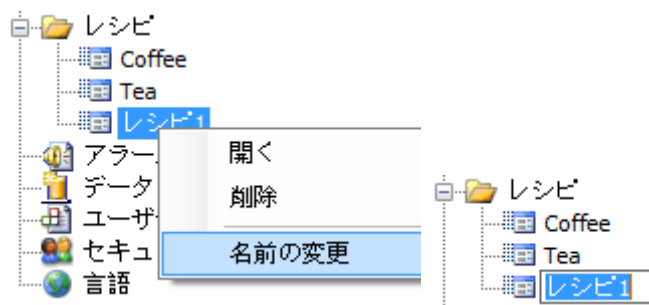 レシピ
Coffee
Tea
レシピ1
開く
削除
名前の変更
アラー
データ
ユーザ
セキュ
言語
レシピ
Coffee
Tea
レシピ1